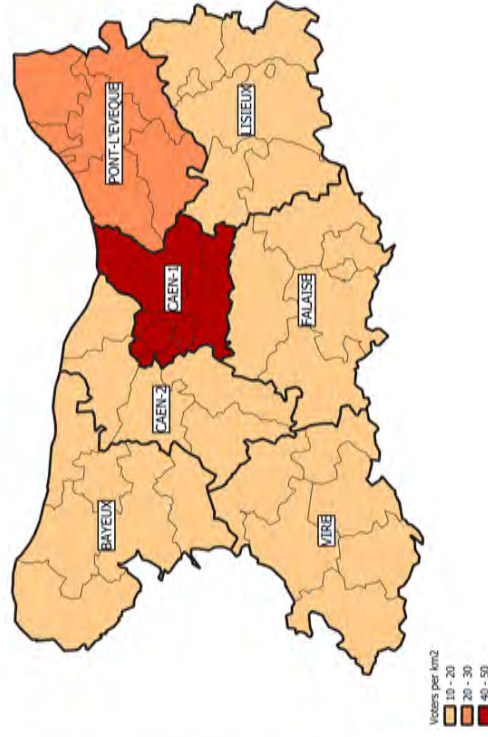 PONT-L'EVEQUE
LISIEUX
CAEN-1
FALAISE
CAEN-2
BAYEUX
VIRE
Voters per km2
10 - 20
20 - 30
40 - 50